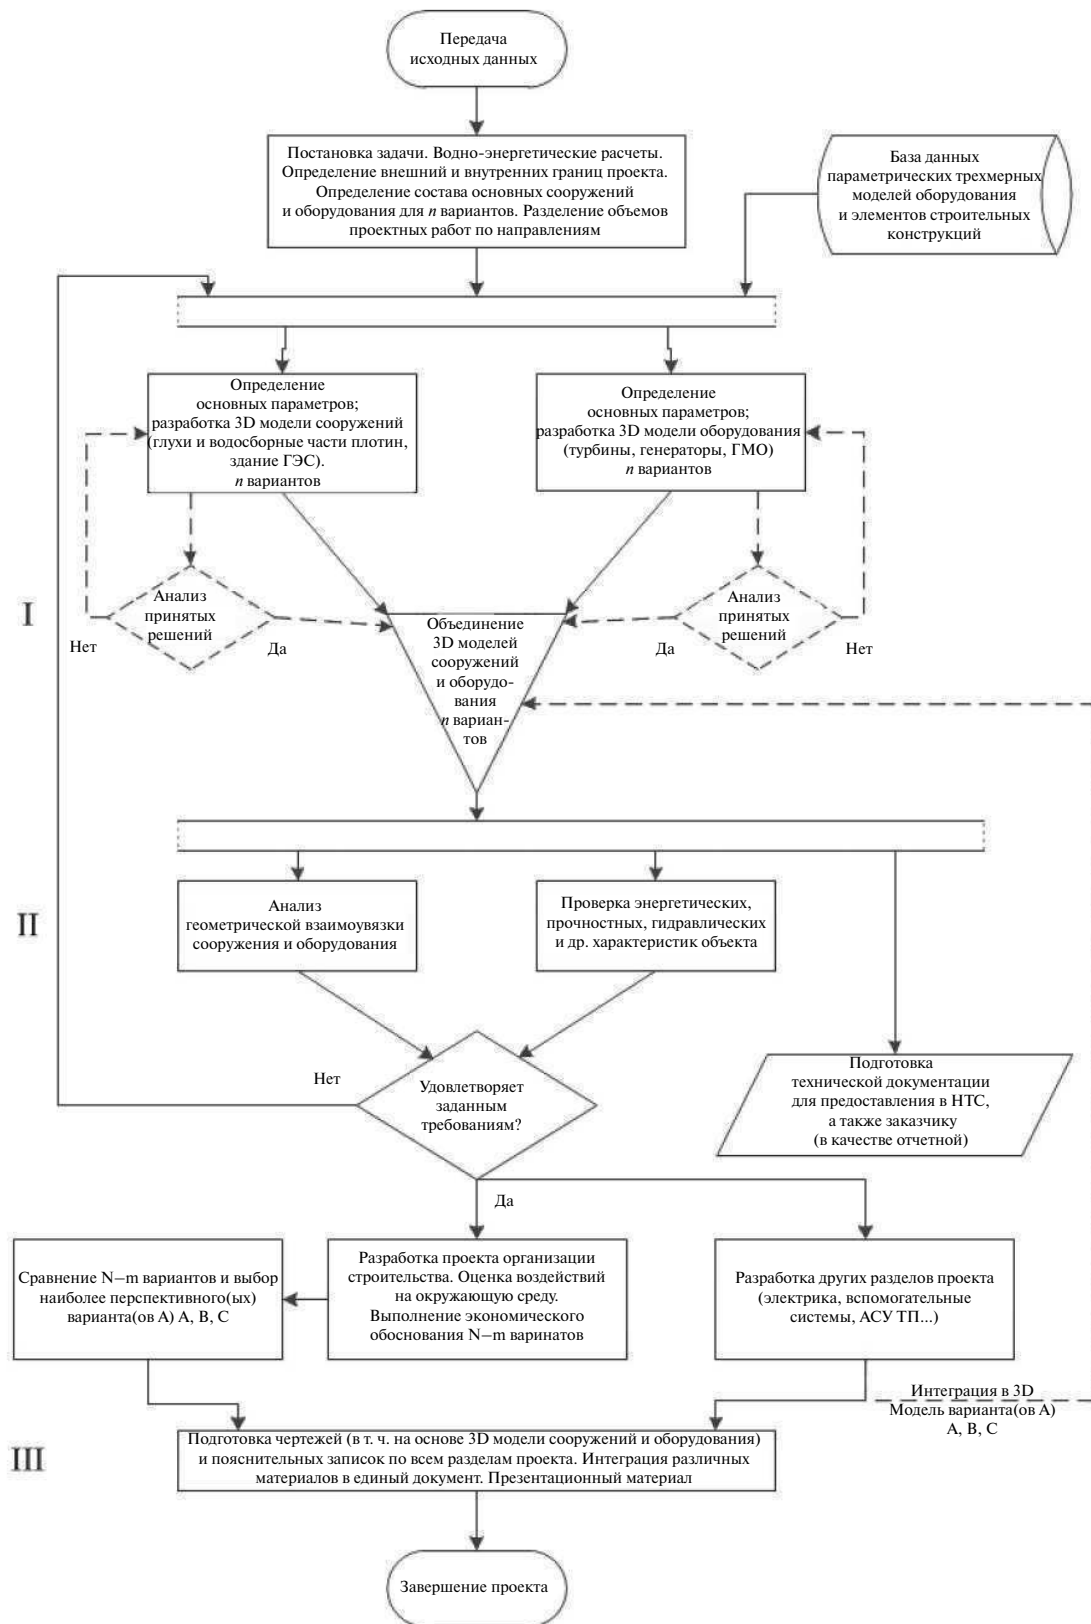 Передача
исходных данных
Постановка задачи. Водно-энергетические расчеты.
Определение внешний и внутренних границ проекта.
Определение состава основных сооружений
и оборудования для n вариантов. Разделение объемов
проектных работ по направлениям
База данных
параметрических трехмерных
моделей оборудования
и элементов строительных
конструкций
Определение
основных параметров;
разработка 3D модели сооружений
(глухи и водосборные части плотин,
здание ГЭС).
n вариантов
Определение
основных параметров;
разработка 3D модели оборудования
(турбины, генераторы, ГМО)
n вариантов
I
Анализ
принятых
решений
Нет
Да
Объединение
3D моделей
сооружений
и оборудо-
вания
n вариан-
тов
Анализ
принятых
решений
Да
Нет
II
Анализ
геометрической взаимоувязки
сооружения и оборудования
Проверка энергетических,
прочностных, гидравлических
и др. характеристик объекта
Нет
Удовлетворяет
заданным
требованиям?
Подготовка
технической документации
для предоставления в НТС,
а также заказчику
(в качестве отчетной)
Да
Сравнение N–m вариантов и выбор
наиболее перспективного(ых)
варианта(ов А) А, В, С
Разработка проекта организации
строительства. Оценка воздействий
на окружающую среду.
Выполнение экономического
обоснования N–m варинатов
Разработка других разделов проекта
(электрика, вспомогательные
системы, АСУ ТП...)
Интеграция в 3D
Модель варианта(ов А)
А, В, С
III
Подготовка чертежей (в т. ч. на основе 3D модели сооружений и оборудования)
и пояснительных записок по всем разделам проекта. Интеграция различных
материалов в единый документ. Презентационный материал
Завершение проекта